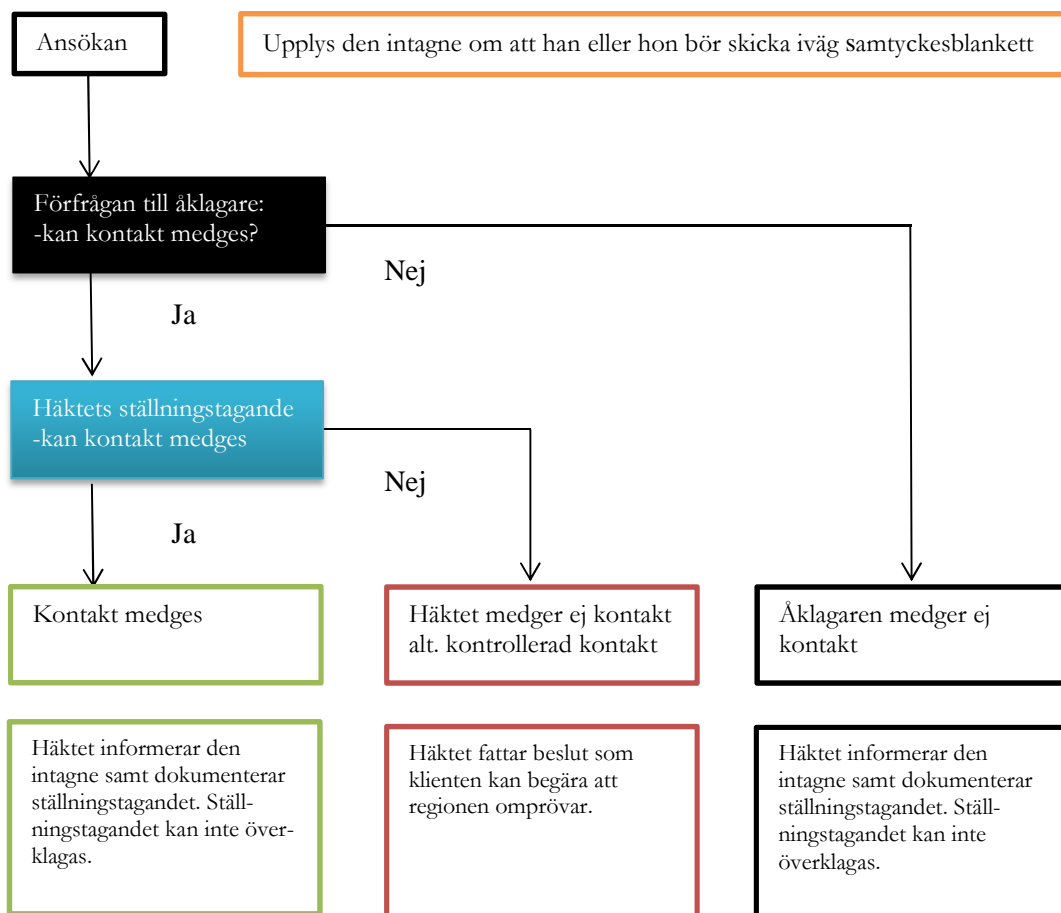 Ansökan
Upplys den intagne om att han eller hon bör skicka iväg samtyckesblankett
Förfrågan till åklagare:
-kan kontakt medges?
Nej
Ja
Häktets ställningstagande
-kan kontakt medges
Nej
Ja
Kontakt medges
Häktet medger ej kontakt
alt. kontrollerad kontakt
Åklagaren medger ej
kontakt
Häktet informerar den
intagne samt dokumenterar
ställningstagandet. Ställ-
ningstagandet kan inte över-
klagas.
Häktet fattar beslut som
klienten kan begära att
regionen omprövar.
Häktet informerar den
intagne samt dokumenterar
ställningstagandet. Ställ-
ningstagandet kan inte
överklagas.